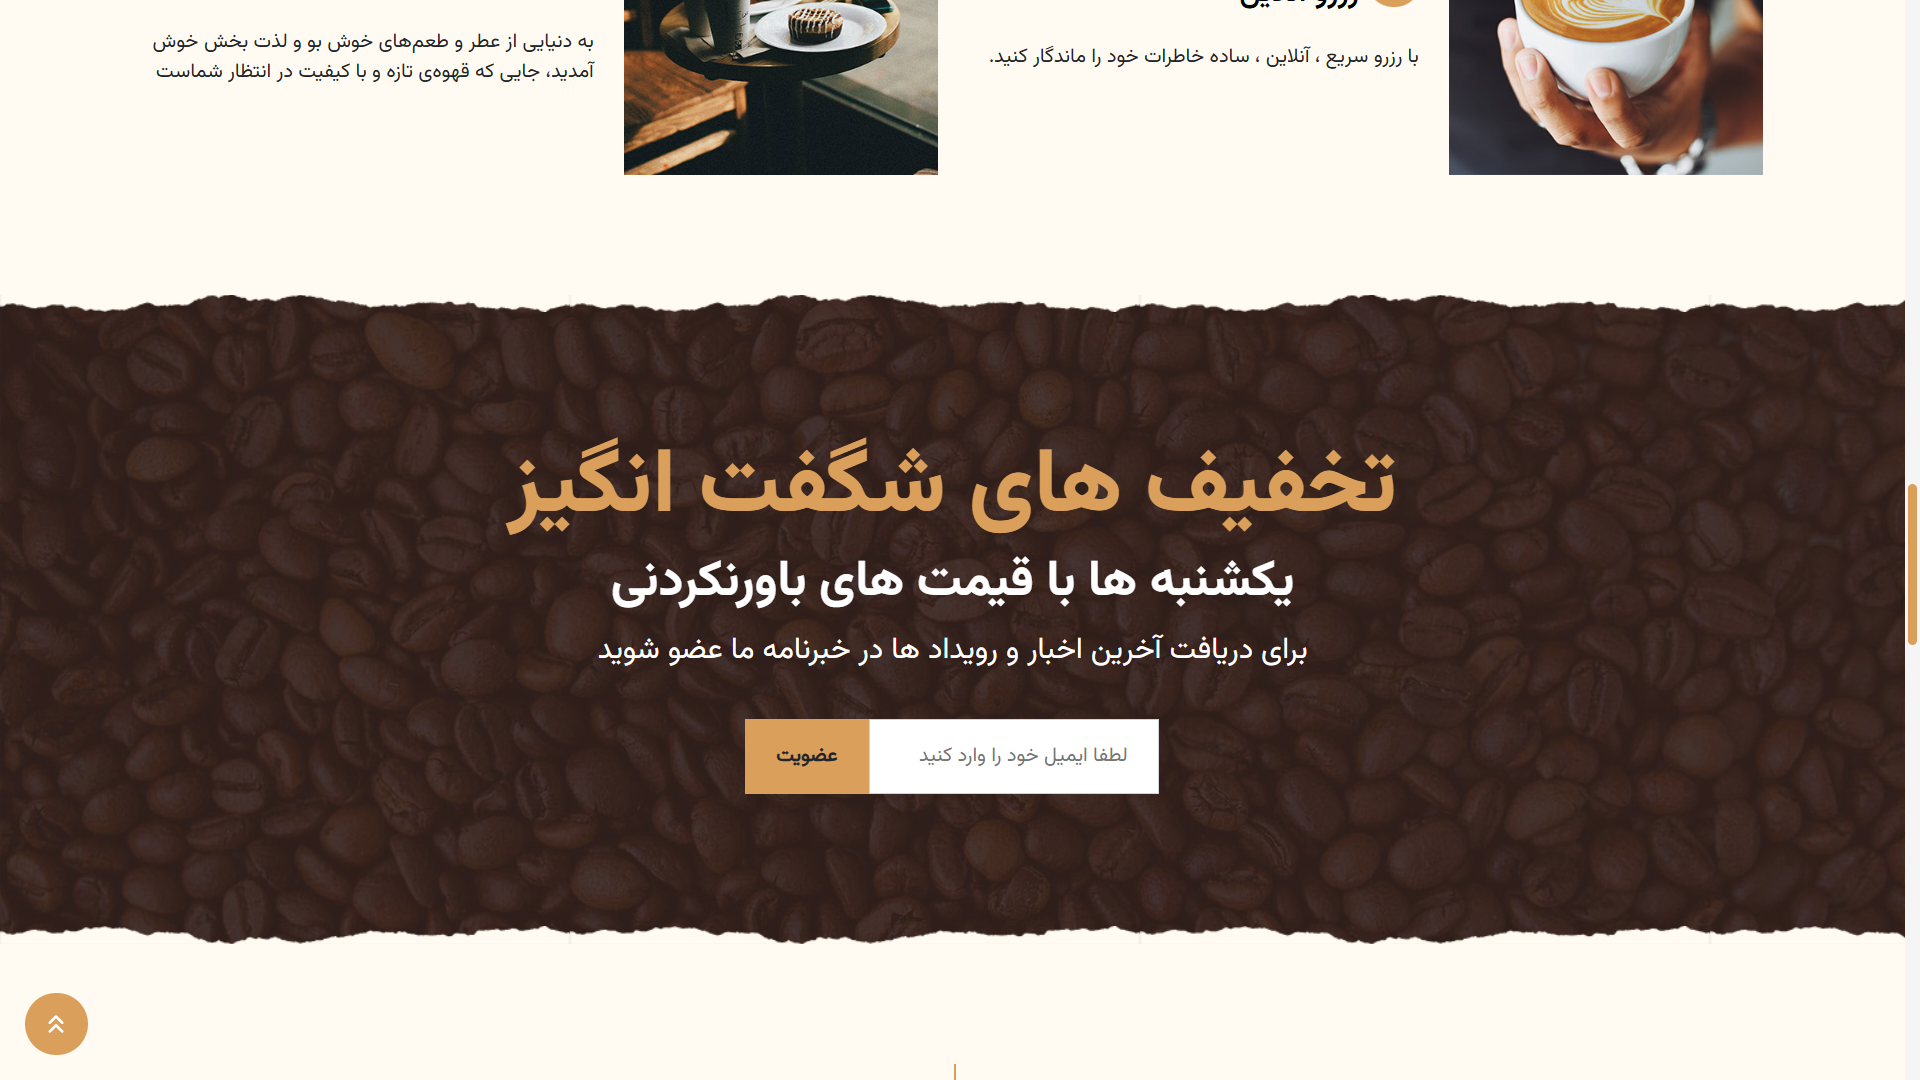 رزرو آنلاین
با رزرو سریع ، آنلاین ، ساده خاطرات خود را ماندگار کنید.
به دنیایی از عطر و طعم‌های خوش بو و لذت بخش خوش
آمدید، جایی که قهوه‌ی تازه و با کیفیت در انتظار شماست
تخفیف های شگفت انگیز
یکشنبه ها با قیمت های باورنکردنی
برای دریافت آخرین اخبار و رویداد ها در خبرنامه ما عضو شوید
لطفا ایمیل خود را وارد کنید
عضویت